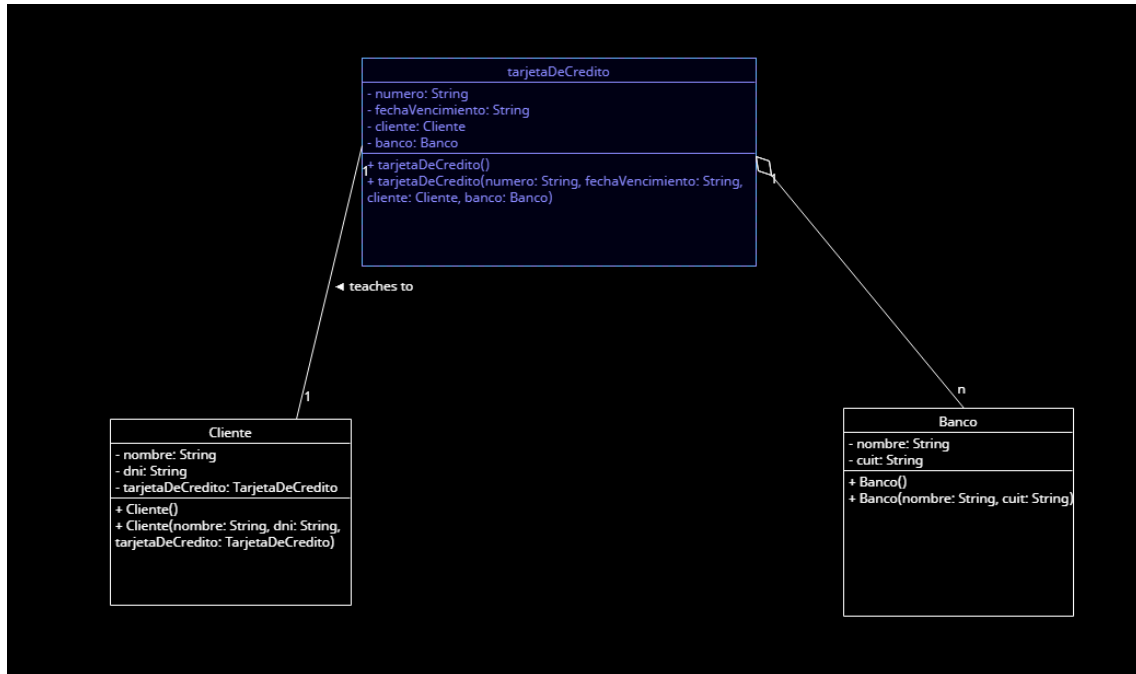 tarjetaDeCredito
- numero: String
- fechaVencimiento: String
- cliente: Cliente
- banco: Banco
+ tarjetaDeCredito()
+ tarjetaDeCredito(numero: String, fechaVencimiento: String,
cliente: Cliente, banco: Banco)
1
1
◄ teaches to
1
n
Cliente
- nombre: String
- dni: String
- tarjetaDeCredito: TarjetaDeCredito
+ Cliente()
+ Cliente(nombre: String, dni: String,
tarjetaDeCredito: TarjetaDeCredito)
Banco
- nombre: String
- cuit: String
+ Banco()
+ Banco(nombre: String, cuit: String)